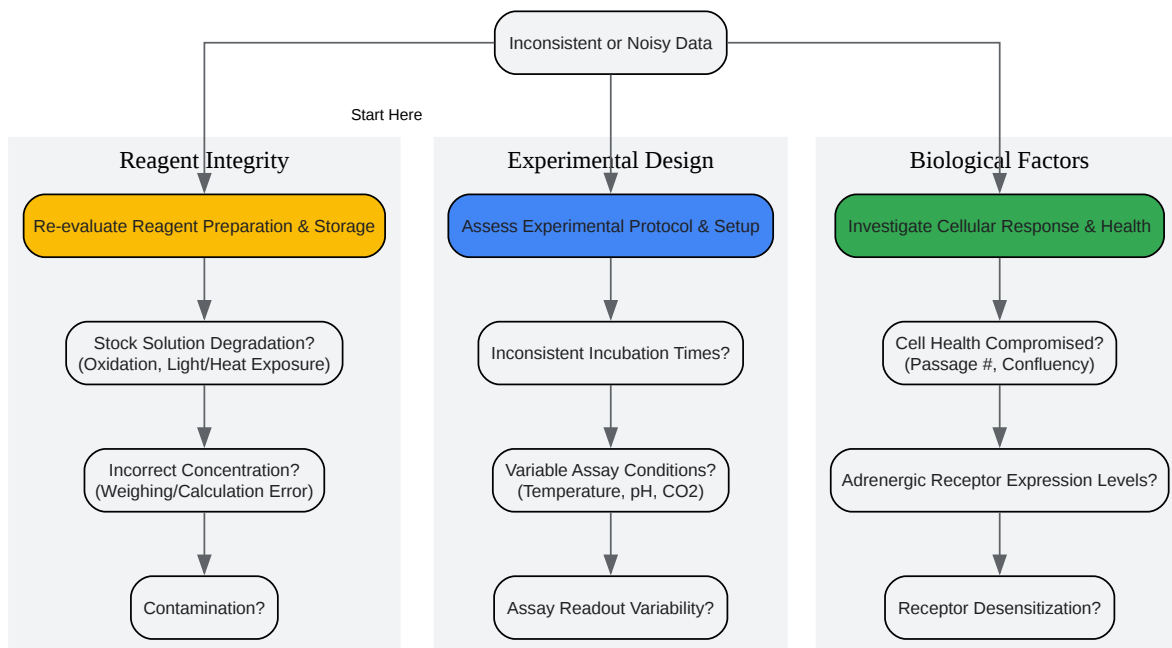 Inconsistent or Noisy Data
Start Here
Reagent Integrity
Re-evaluate Reagent Preparation & Storage
Stock Solution Degradation?
(Oxidation, Light/Heat Exposure)
Incorrect Concentration?
(Weighing/Calculation Error)
Contamination?
Experimental Design
Assess Experimental Protocol & Setup
Inconsistent Incubation Times?
Variable Assay Conditions?
(Temperature, pH, CO2)
Assay Readout Variability?
Biological Factors
Investigate Cellular Response & Health
Cell Health Compromised?
(Passage #, Confluency)
Adrenergic Receptor Expression Levels?
Receptor Desensitization?